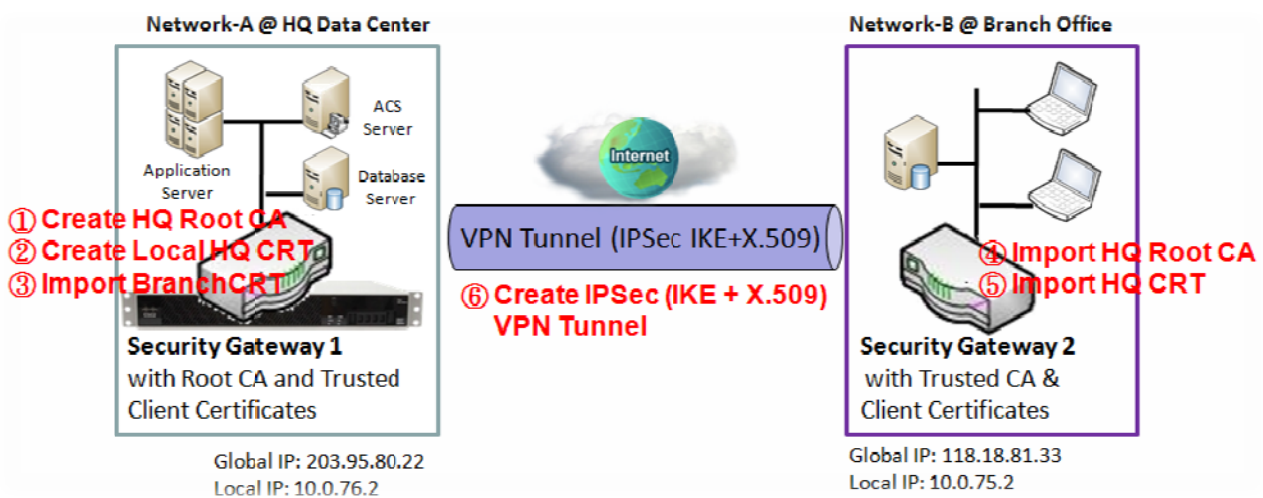 Network-A @ HQ Data Center
ACS
Server
Application
Server
Database
Server
① Create HQ Root CA
② Create Local HQ CRT
③ Import BranchCRT
Security Gateway 1
with Root CA and Trusted
Client Certificates
Global IP: 203.95.80.22
Local IP: 10.0.76.2
Internet
VPN Tunnel (IPSec IKE+X.509)
⑥ Create IPSec (IKE + X.509)
VPN Tunnel
Network-B @ Branch Office
④ Import HQ Root CA
⑤ Import HQ CRT
Security Gateway 2
with Trusted CA &
Client Certificates
Global IP: 118.18.81.33
Local IP: 10.0.75.2